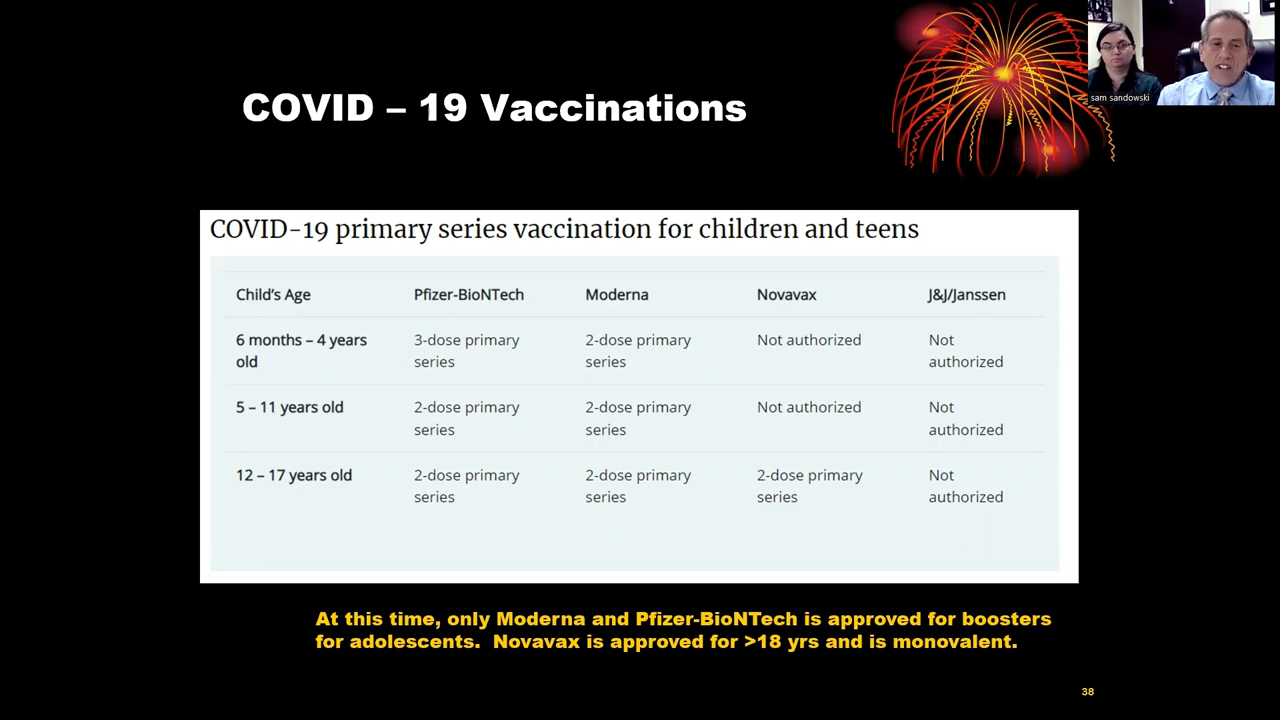 COVID – 19 Vaccinations
sam sandowski
COVID-19 primary series vaccination for children and teens
Child's Age Pfizer-BioNTech Moderna Novavax J&J/Janssen
6 months – 4 years 3-dose primary 2-dose primary Not authorized Not
old series series authorized
5 – 11 years old 2-dose primary 2-dose primary Not authorized Not
series series authorized
12 – 17 years old 2-dose primary 2-dose primary 2-dose primary Not
series series series authorized
At this time, only Moderna and Pfizer-BioNTech is approved for boosters
for adolescents. Novavax is approved for >18 yrs and is monovalent.
38